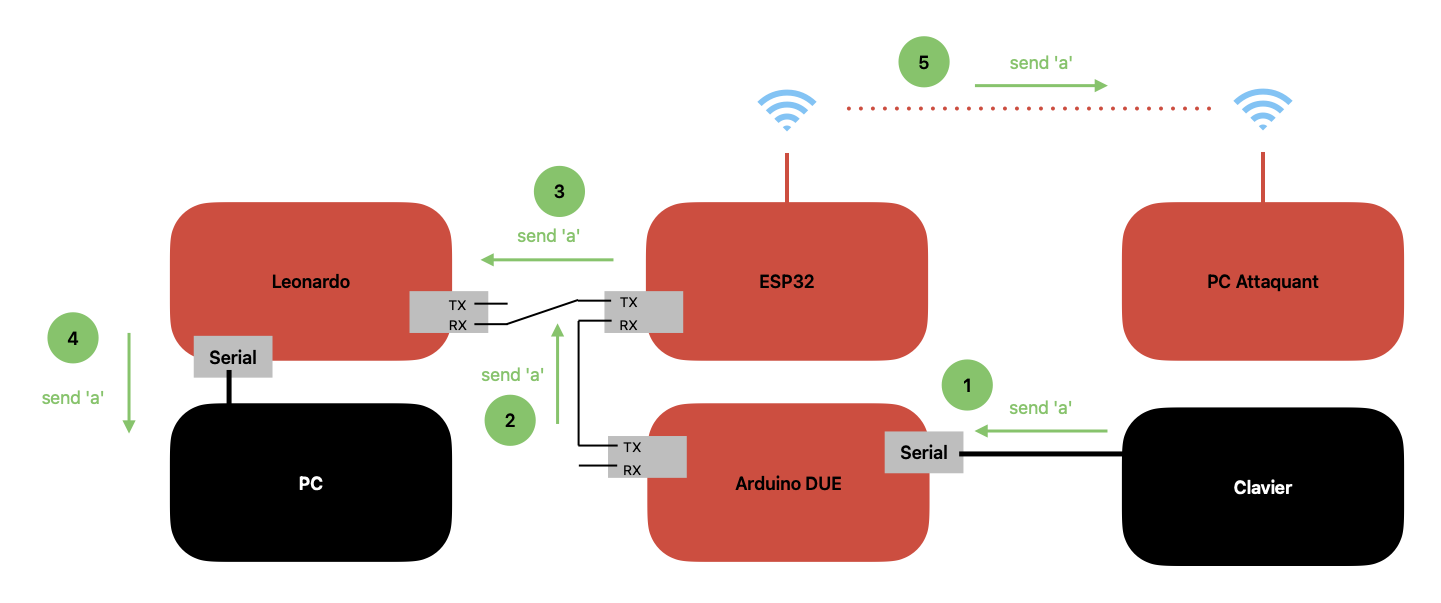 5
send 'a'
3
send 'a'
Leonardo
TX
RX
ESP32
TX
RX
PC Attaquant
4
send 'a'
Serial
send 'a'
2
1
send 'a'
PC
TX
RX
Arduino DUE
Serial
Clavier